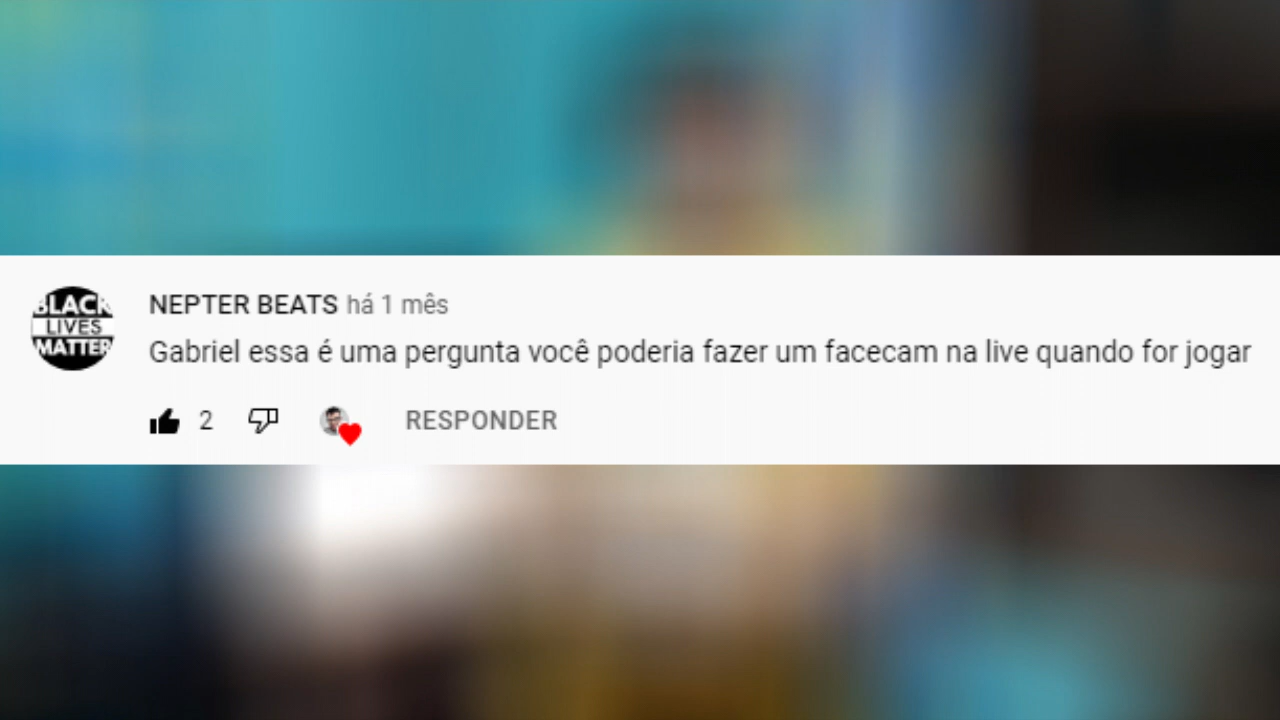 BLACK
LIVES
MATTER
NEPTER BEATS há 1 mês
Gabriel essa é uma pergunta você poderia fazer um facecam na live quando for jogar
2
RESPONDER